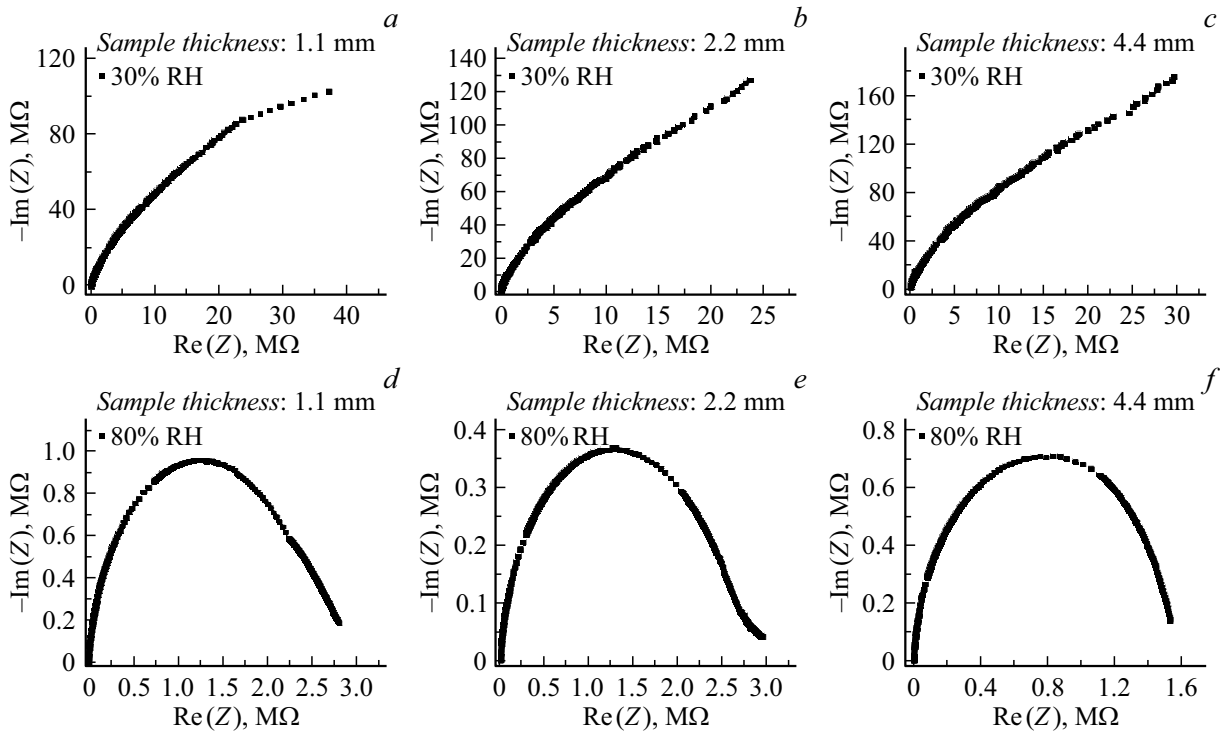 a
Sample thickness: 1.1 mm
30% RH
120
80
40
0
–Im (Z), MΩ
0 10 20 30 40
Re (Z), MΩ
b
Sample thickness: 2.2 mm
30% RH
140
120
100
80
60
40
20
0
–Im (Z), MΩ
0 5 10 15 20 25
Re (Z), MΩ
c
Sample thickness: 4.4 mm
30% RH
160
120
80
40
0
–Im (Z), MΩ
0 5 10 15 20 25 30
Re (Z), MΩ
d
Sample thickness: 1.1 mm
80% RH
1.0
0.8
0.6
0.4
0.2
0
–Im (Z), MΩ
0 0.5 1.0 1.5 2.0 2.5 3.0
Re (Z), MΩ
e
Sample thickness: 2.2 mm
80% RH
0.4
0.3
0.2
0.1
0
–Im (Z), MΩ
0 0.5 1.0 1.5 2.0 2.5 3.0
Re (Z), MΩ
f
Sample thickness: 4.4 mm
80% RH
0.8
0.6
0.4
0.2
0
–Im (Z), MΩ
0 0.4 0.8 1.2 1.6
Re (Z), MΩ